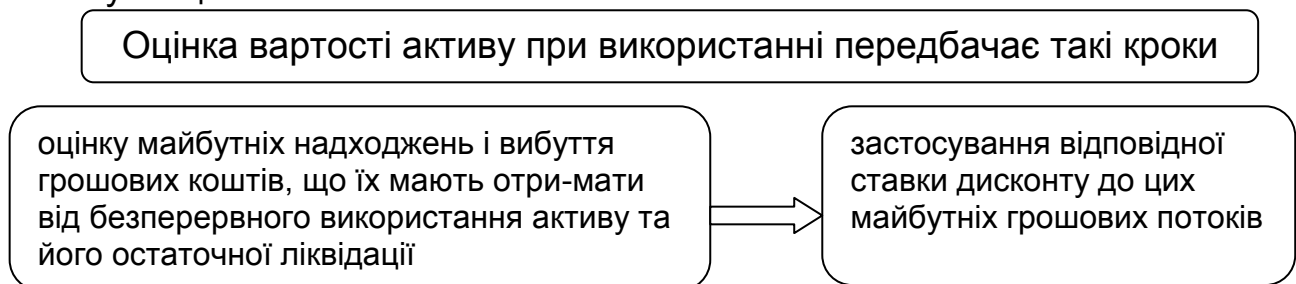 Оцінка вартості активу при використанні передбачає такі кроки
оцінку майбутніх надходжень і вибуття
грошових коштів, що їх мають отри-мати
від безперервного використання активу та
його остаточної ліквідації
застосування відповідної
ставки дисконту до цих
майбутніх грошових потоків